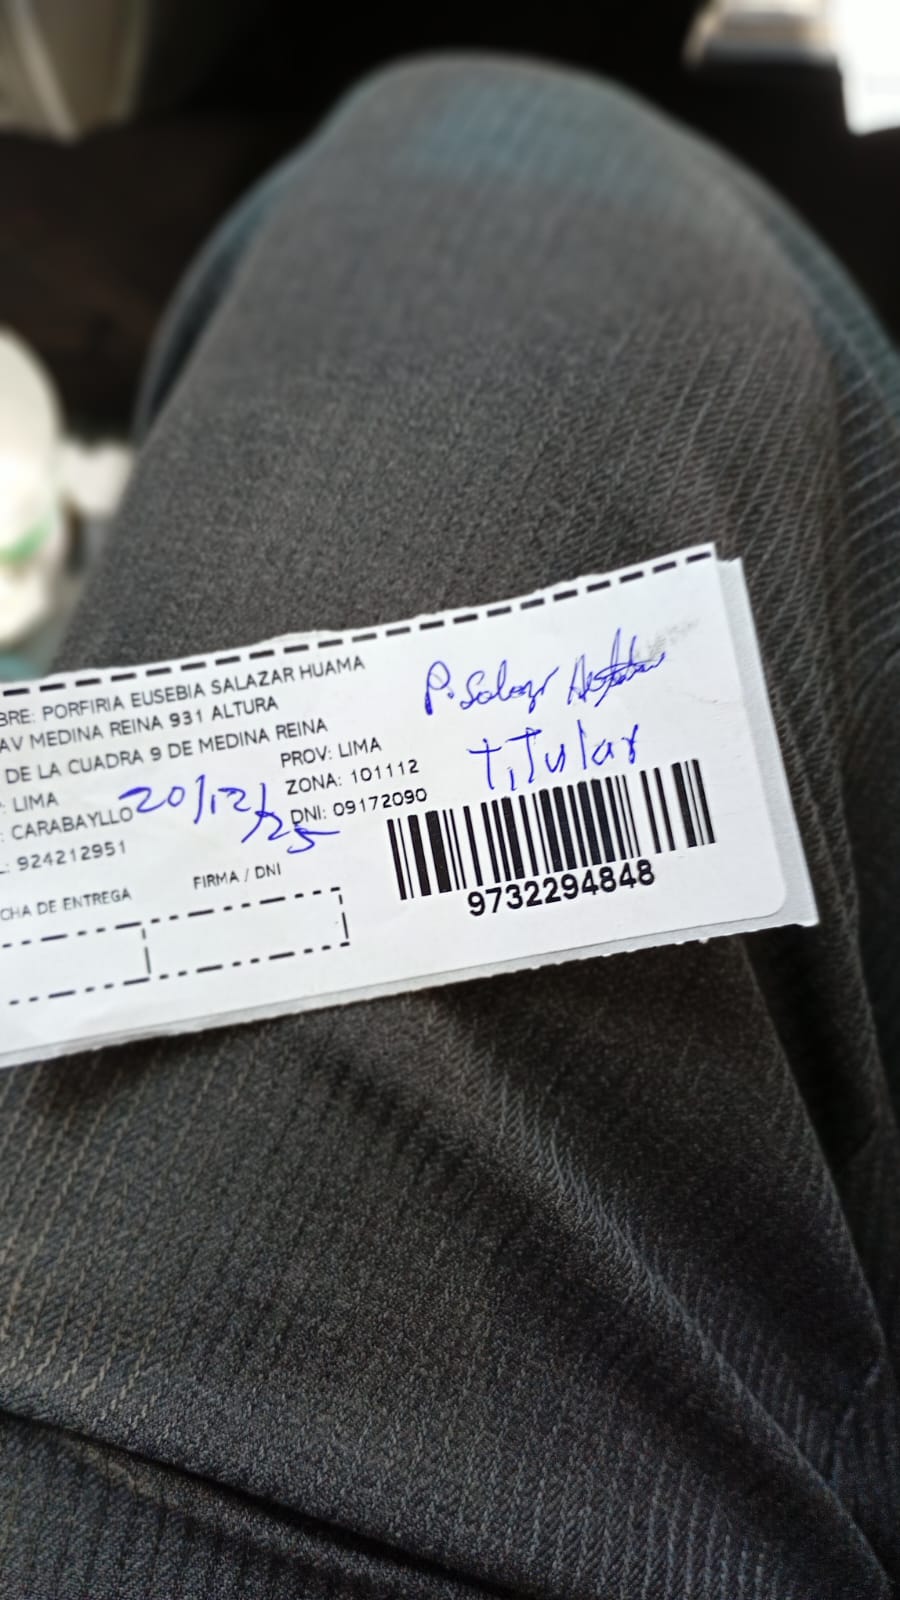 BRE: PORFIRIA EUSEBIA SALAZAR HUAMA
AV MEDINA REINA 931 ALTURA
DE LA CUADRA 9 DE MEDINA REINA
: LIMA
PROV: LIMA
: CARABAYLLO
ZONA: 101112
: 924212951
DNI: 09172090
20/12/25
CHA DE ENTREGA
FIRMA / DNI
P. Salazar
Titular
9732294848